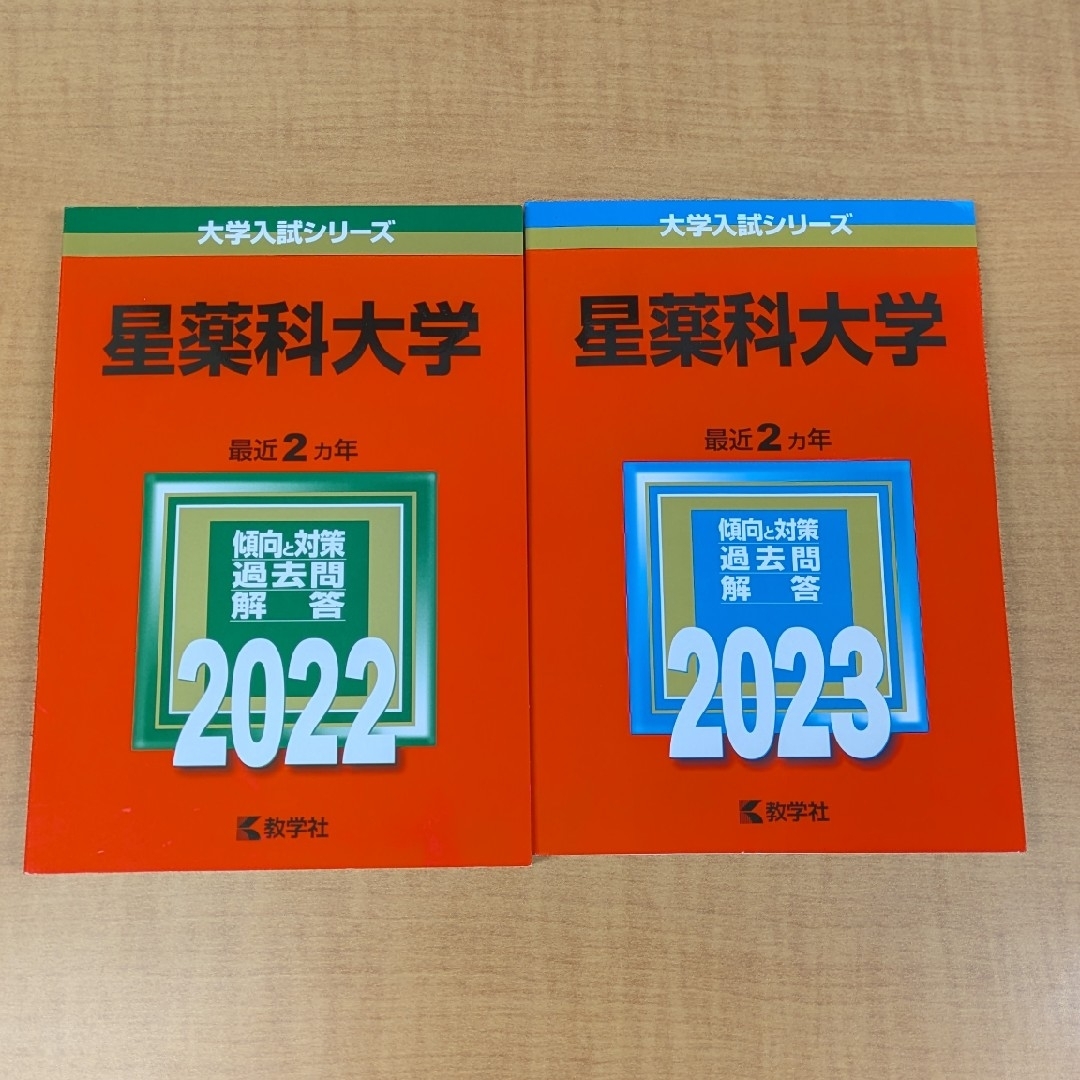 大学入試シリーズ
星薬科大学
最近2カ年
傾向と対策
過去問
解答
2022
教学社
大学入試シリーズ
星薬科大学
最近2カ年
傾向と対策
過去問
解答
2023
教学社